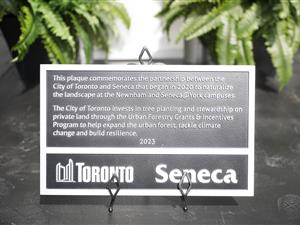 This plaque commemorates the partnership between the
City of Toronto and Seneca that began in 2020 to naturalize
the landscape at the Newnham and Seneca@York campuses.
The City of Toronto invests in tree planting and stewardship on
private land through the Urban Forestry Grants & Incentives
Program to help expand the urban forest, tackle climate
change and build resilience.
2023
TORONTO Seneca